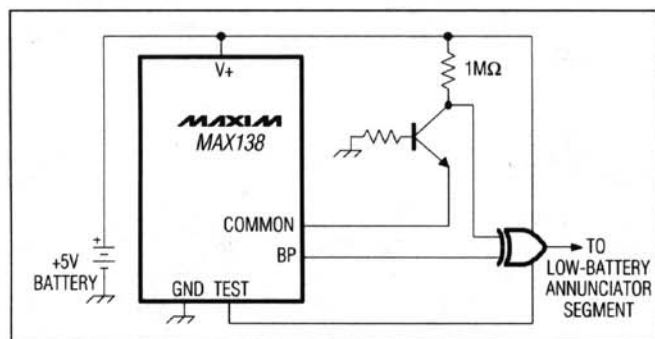 V+
1MΩ
MAXIM
MAX138
COMMON
BP
+
+5V
BATTERY
GND TEST
TO
LOW-BATTERY
ANNUNCIATOR
SEGMENT